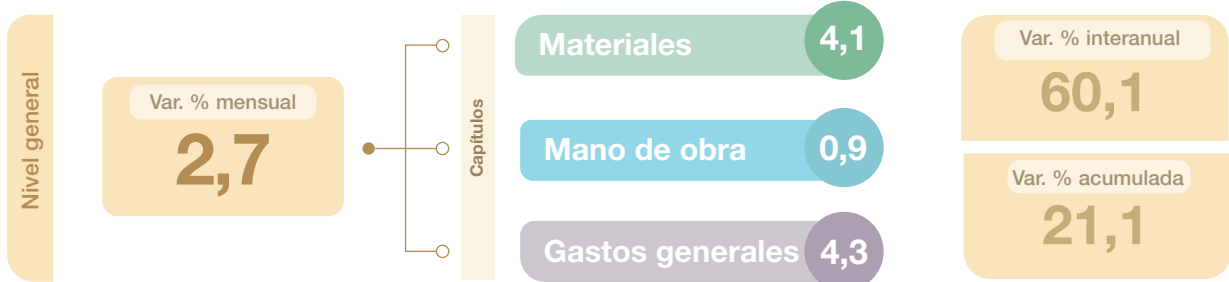 Nivel general
Var. % mensual
2,7
Capítulos
Materiales 4,1
Mano de obra 0,9
Gastos generales 4,3
Var. % interanual
60,1
Var. % acumulada
21,1